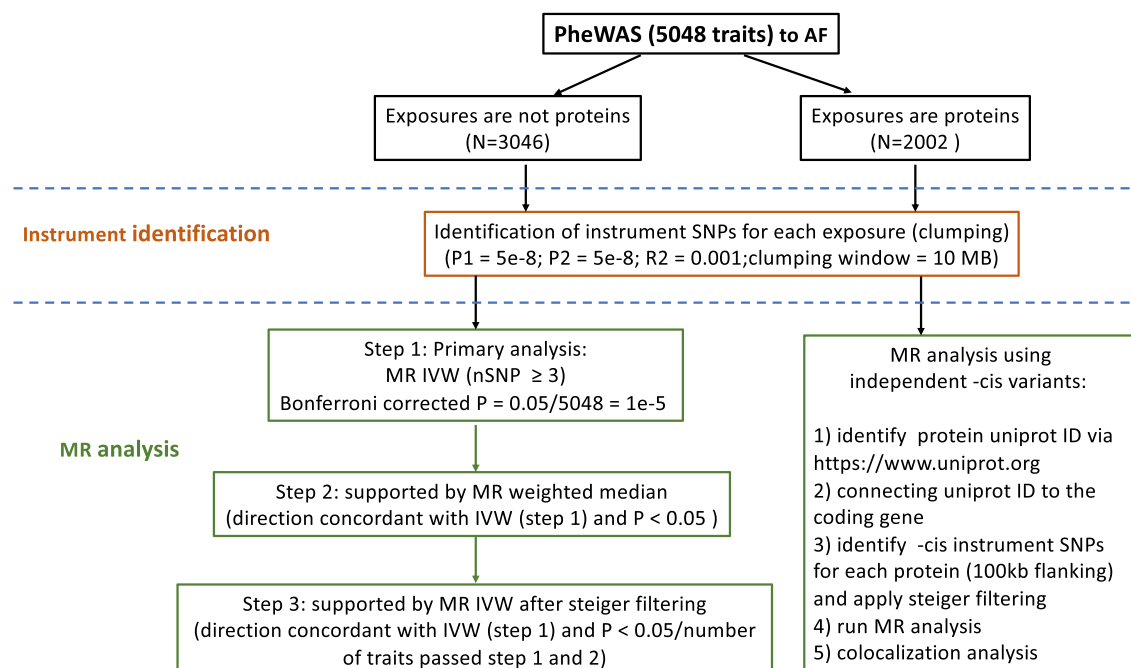 PheWAS (5048 traits) to AF
Exposures are not proteins
(N=3046)
Exposures are proteins
(N=2002 )
Instrument identification
Identification of instrument SNPs for each exposure (clumping)
(P1 = 5e-8; P2 = 5e-8; R2 = 0.001;clumping window = 10 MB)
MR analysis
Step 1: Primary analysis:
MR IVW (nSNP ≥ 3)
Bonferroni corrected P = 0.05/5048 = 1e-5
Step 2: supported by MR weighted median
(direction concordant with IVW (step 1) and P < 0.05 )
Step 3: supported by MR IVW after steiger filtering
(direction concordant with IVW (step 1) and P < 0.05/number
of traits passed step 1 and 2)
MR analysis using
independent -cis variants:
1) identify protein uniprot ID via
https://www.uniprot.org
2) connecting uniprot ID to the
coding gene
3) identify -cis instrument SNPs
for each protein (100kb flanking)
and apply steiger filtering
4) run MR analysis
5) colocalization analysis